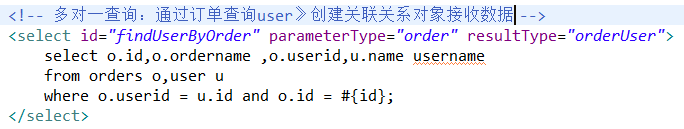 <!-- 多对一查询：通过订单查询user》创建关联关系对象接收数据-->
<select id="findUserByOrder" parameterType="order" resultType="orderUser">
select o.id,o.ordername ,o.userid,u.name username
from orders o,user u
where o.userid = u.id and o.id = #{id};
</select>